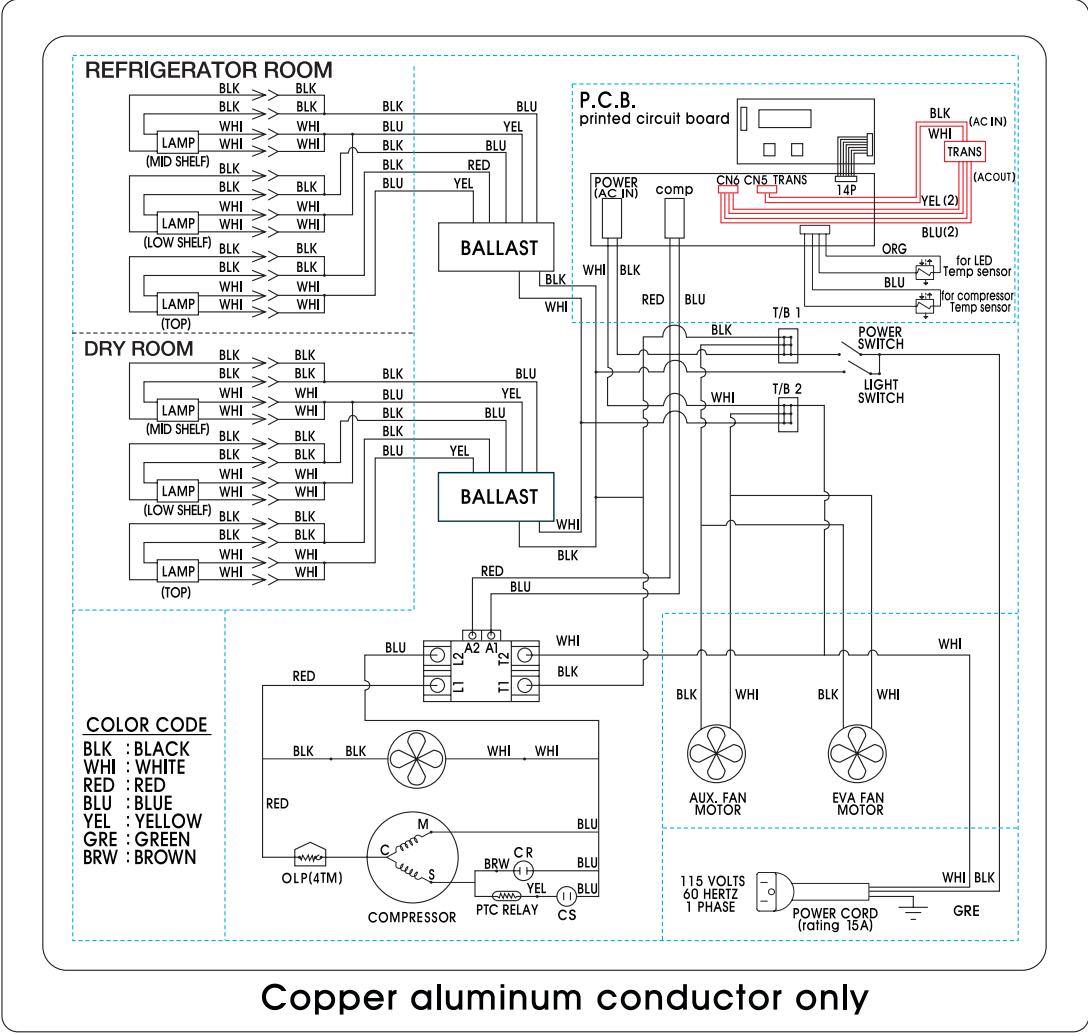 REFRIGERATOR ROOM
BLK BLK
BLK BLK BLK BLU
WHI WHI BLU YEL
LAMP WHI WHI BLK BLU
(MID SHELF)
BLK BLK BLK RED
BLK BLK BLU YEL
WHI WHI
LAMP WHI WHI
(LOW SHELF)
BLK BLK
BLK BLK
WHI WHI
LAMP WHI WHI
(TOP)
BALLAST
BLK
WHI
P.C.B.
printed circuit board
BLK (AC IN)
WHI
TRANS
(ACOUT)
POWER
(AC IN)
comp
CN6 CN5 TRANS
14P
YEL (2)
BLU(2)
ORG
for LED
Temp sensor
BLU
for compressor
Temp sensor
WHI BLK
RED BLU
T/B 1
BLK
POWER
SWITCH
LIGHT
SWITCH
T/B 2
WHI
DRY ROOM
BLK BLK
BLK BLK BLK BLU
WHI WHI BLU YEL
LAMP WHI WHI BLK BLU
(MID SHELF)
BLK BLK BLK
BLK BLK BLU YEL
WHI WHI
LAMP WHI WHI
(LOW SHELF)
BLK BLK
BLK BLK
WHI WHI
LAMP WHI WHI
(TOP)
BALLAST
WHI
BLK
RED
BLU
A2 A1
BLU L2 T2 WHI
RED L1 T1 BLK
WHI
BLK WHI BLK WHI
BLK BLK WHI WHI
AUX. FAN
MOTOR
EVA FAN
MOTOR
RED
M BLU
C
OLP(4TM)
S
BRW CR BLU
YEL BLU
PTC RELAY CS
COMPRESSOR
COLOR CODE
BLK : BLACK
WHI : WHITE
RED : RED
BLU : BLUE
YEL : YELLOW
GRE : GREEN
BRW : BROWN
115 VOLTS
60 HERTZ
1 PHASE
WHI BLK
POWER CORD
(rating 15A)
GRE
Copper aluminum conductor only